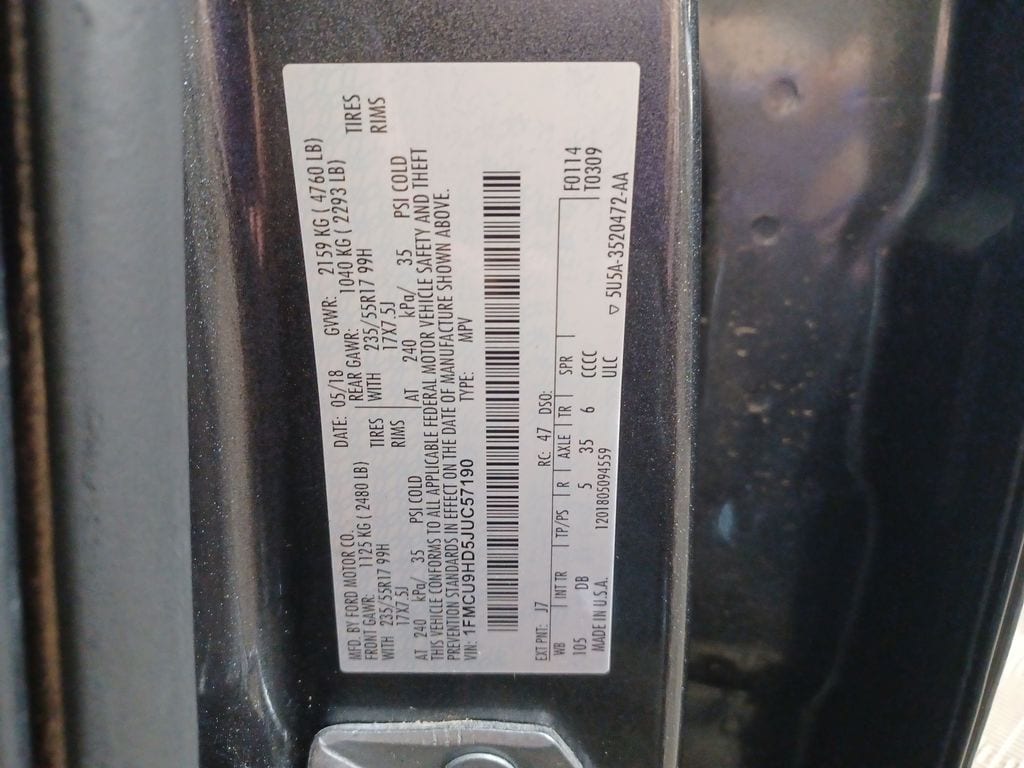 MFD. BY FORD MOTOR CO. DATE: 05/18 GVWR: 2159 KG ( 4760 LB)
FRONT GAWR: 1125 KG ( 2480 LB) REAR GAWR: 1040 KG ( 2293 LB)
WITH 235/55R17 99H TIRES WITH 235/55R17 99H TIRES
17X7.5J RIMS 17X7.5J RIMS
AT 240 kPa/ 35 PSI COLD AT 240 kPa/ 35 PSI COLD
THIS VEHICLE CONFORMS TO ALL APPLICABLE FEDERAL MOTOR VEHICLE SAFETY AND THEFT
PREVENTION STANDARDS IN EFFECT ON THE DATE OF MANUFACTURE SHOWN ABOVE.
VIN: 1FMCU9HD5JUC57190 TYPE: MPV
EXT PNT: J7 RC: 47 DSO: F0114
WB INT TR TP/PS R AXLE TR SPR T0309
105 DB 5 35 6 CCCC
MADE IN U.S.A. 1201805094559 ULC ▽ 5U5A-3520472-AA